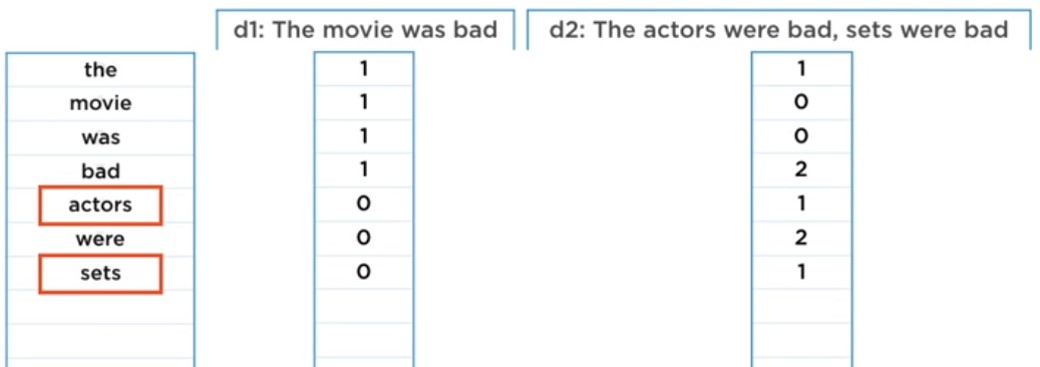 d1: The movie was bad d2: The actors were bad, sets were bad
the 1 1
movie 1 0
was 1 0
bad 1 2
actors 0 1
were 0 2
sets 0 1